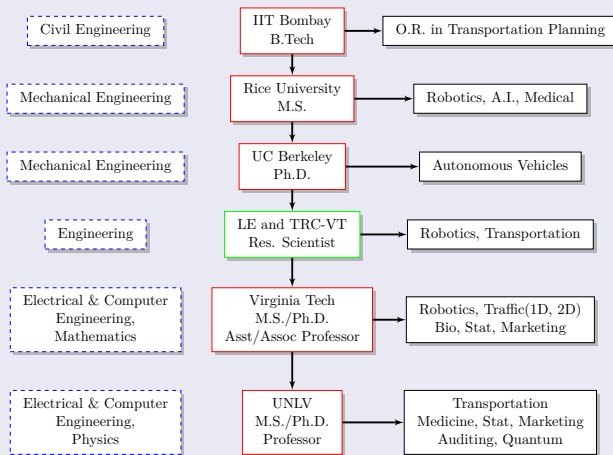 Civil Engineering
IIT Bombay
B.Tech
O.R. in Transportation Planning
Mechanical Engineering
Rice University
M.S.
Robotics, A.I., Medical
Mechanical Engineering
UC Berkeley
Ph.D.
Autonomous Vehicles
Engineering
LE and TRC-VT
Res. Scientist
Robotics, Transportation
Electrical & Computer
Engineering,
Mathematics
Virginia Tech
M.S./Ph.D.
Asst/Assoc Professor
Robotics, Traffic(1D, 2D)
Bio, Stat, Marketing
Electrical & Computer
Engineering,
Physics
UNLV
M.S./Ph.D.
Professor
Transportation
Medicine, Stat, Marketing
Auditing, Quantum